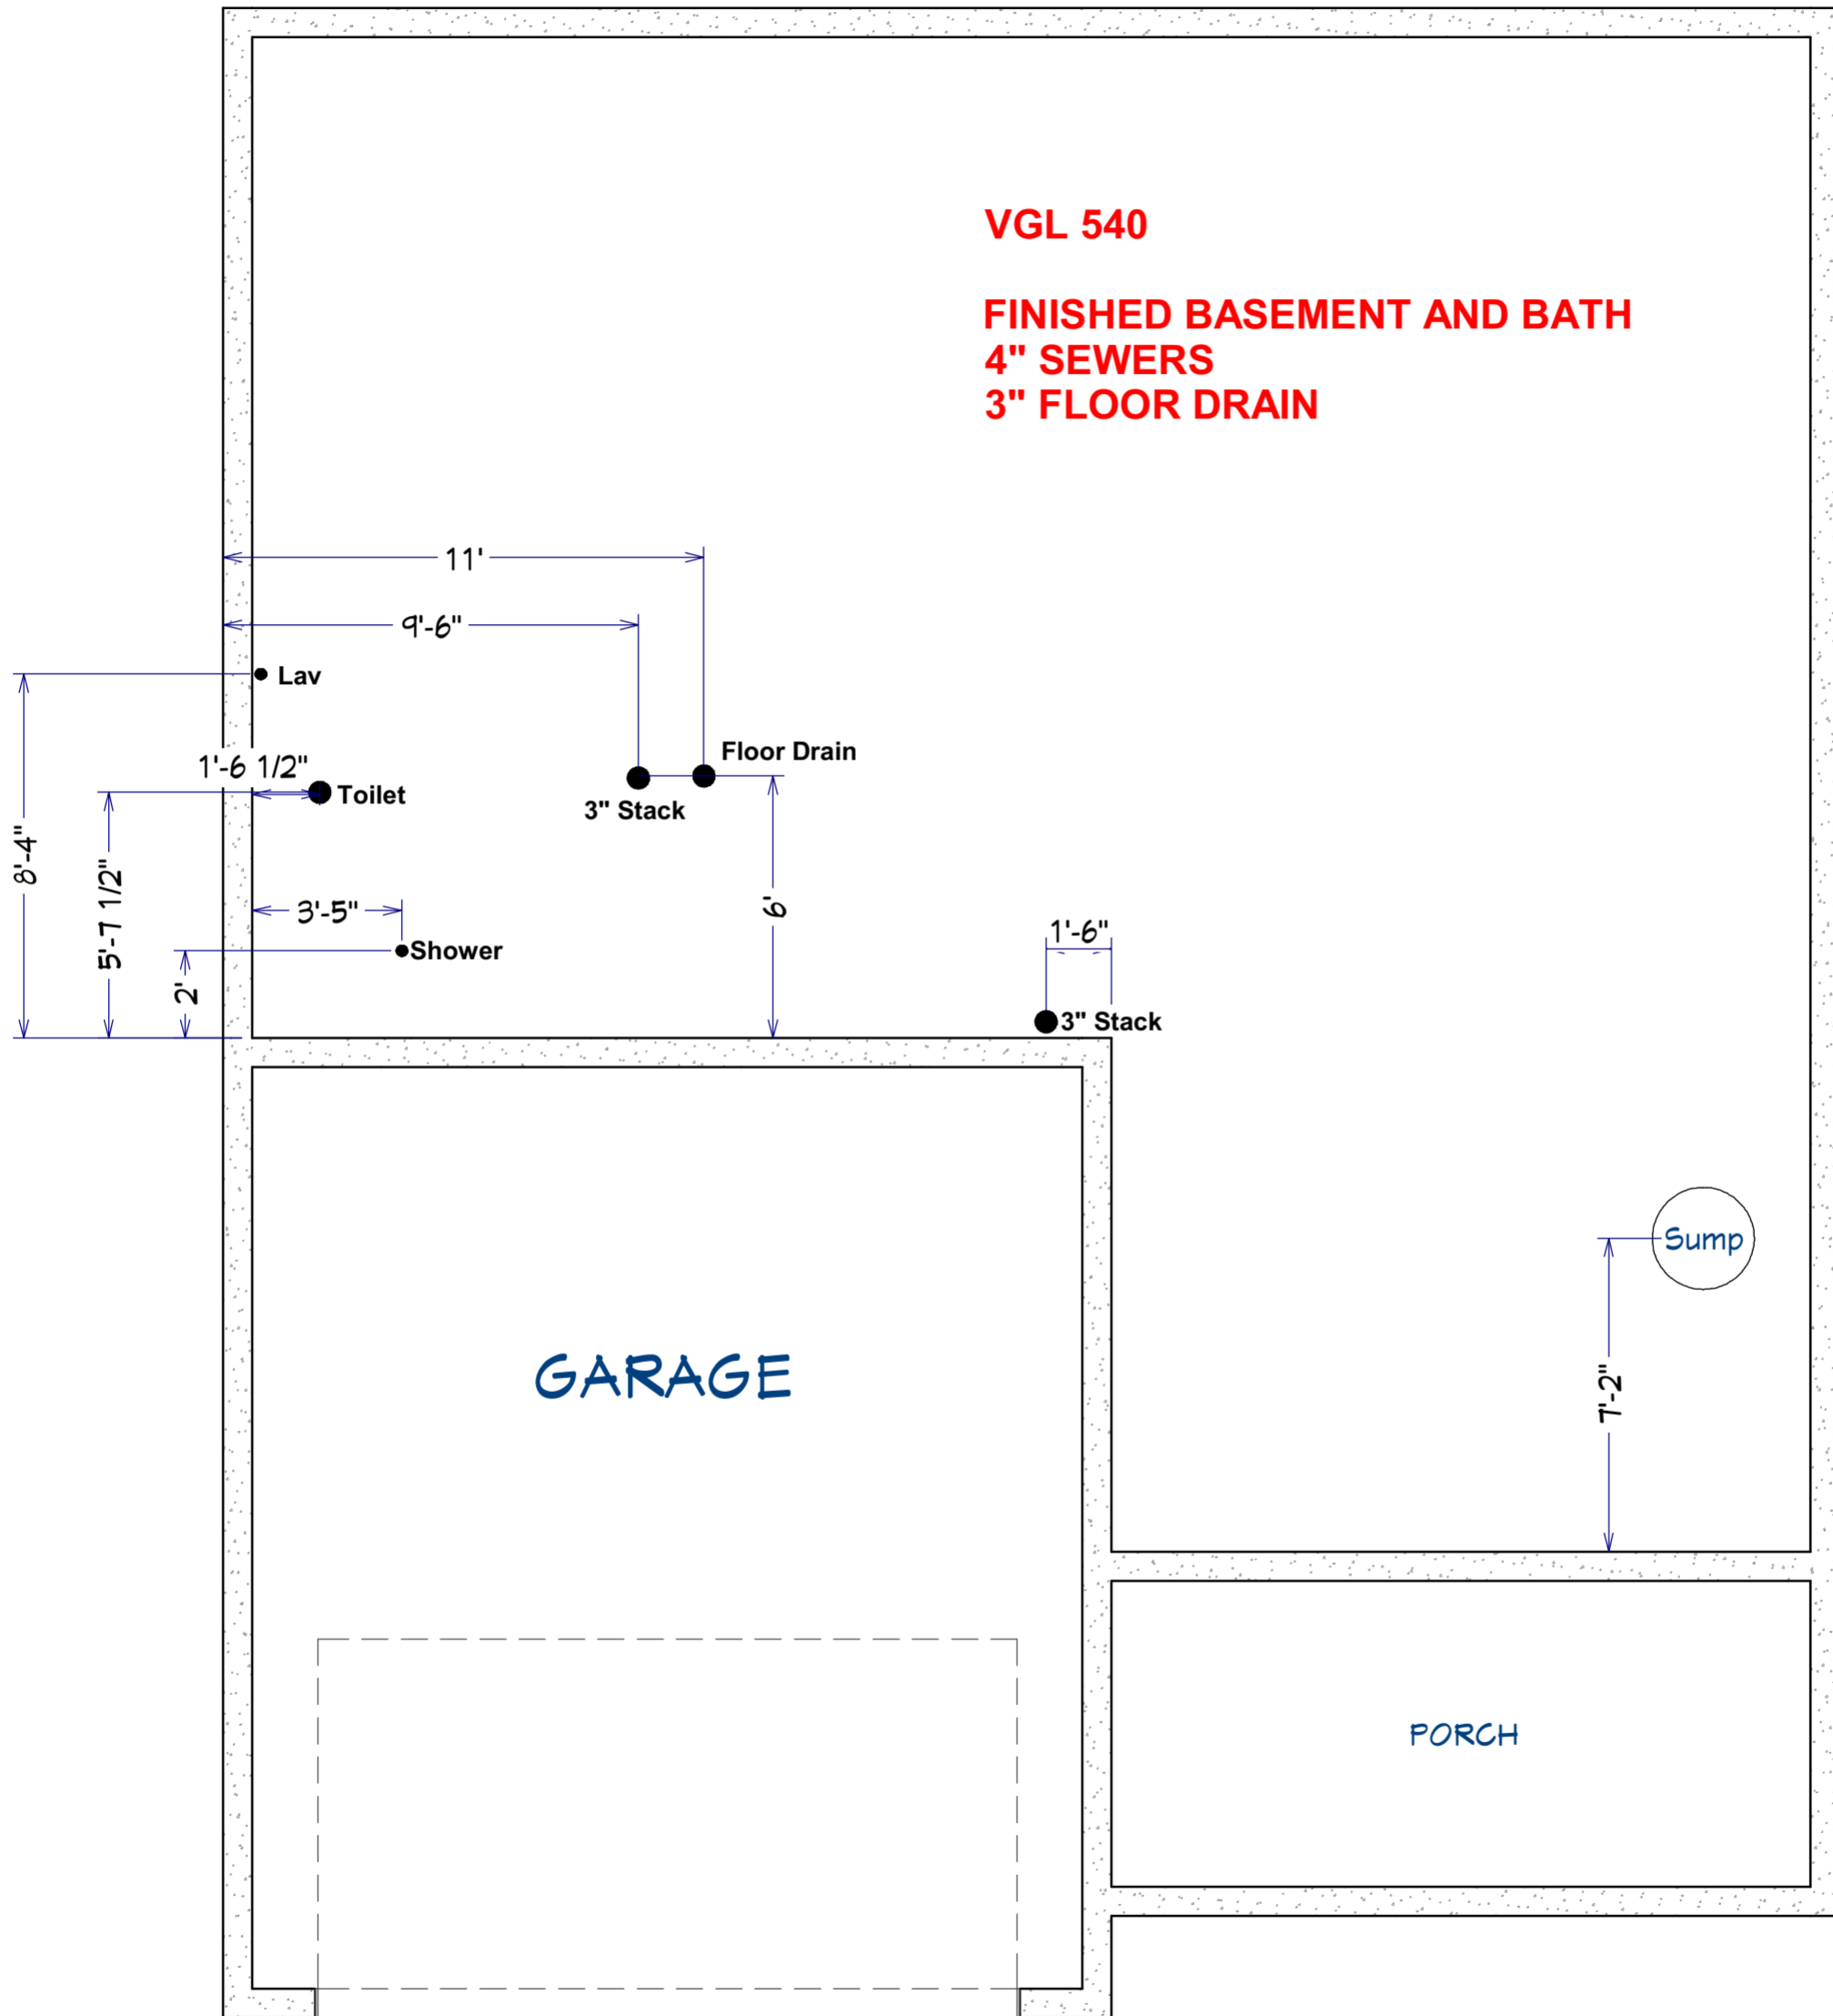 VGL 540
FINISHED BASEMENT AND BATH
4" SEWERS
3" FLOOR DRAIN
11'
9'-6"
Lav
Floor Drain
1'-6 1/2"
Toilet
3" Stack
8'-4"
5'-7 1/2"
3'-5"
6'
1'-6"
Shower
2'
3" Stack
Sump
GARAGE
7'-2"
PORCH